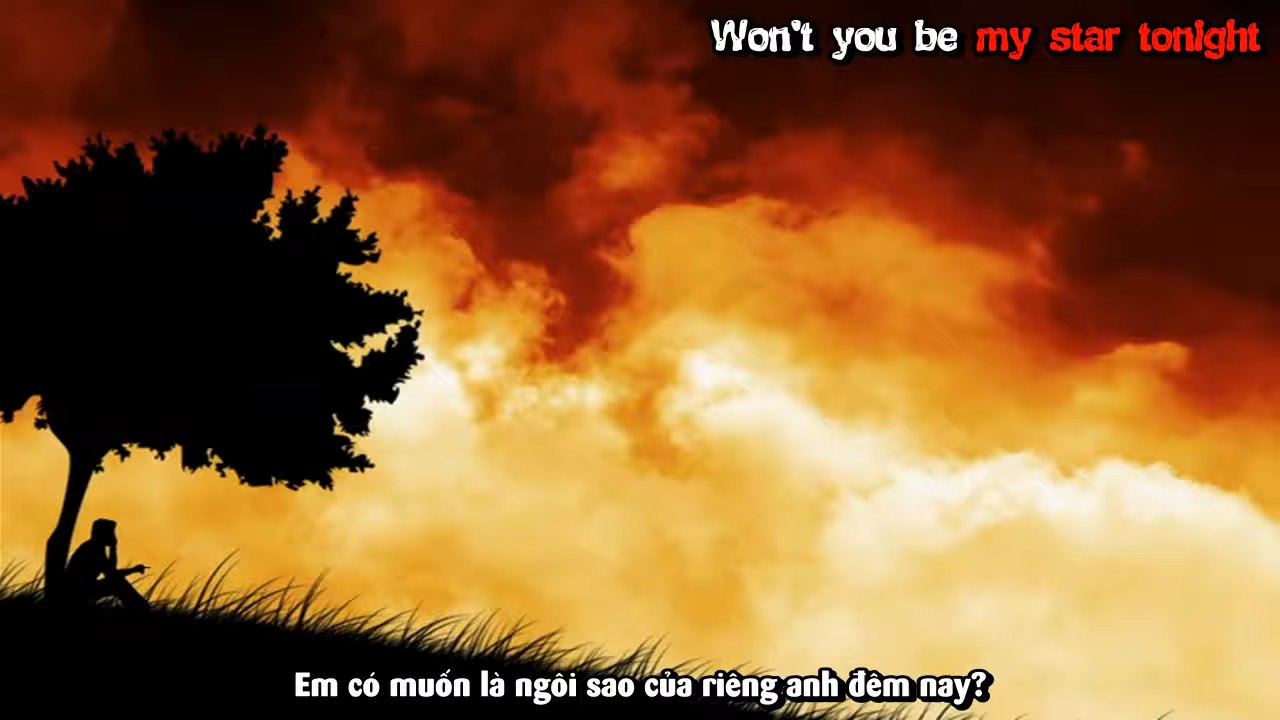 Won't you be my star tonight
Em có muốn là ngôi sao của riêng anh đêm nay?